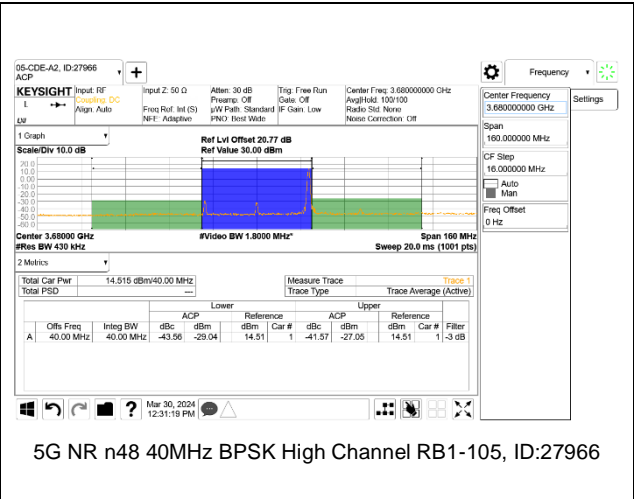 05-CDE-A2, ID:27966
ACP
Frequency
KEYSIGHT Input: RF Input Z: 50 Ω Atten: 30 dB Trig: Free Run Center Freq: 3.680000000 GHz
L Coupling: DC Preamp: Off Gate: Off Avg|Hold: 100/100
Align: Auto Freq Ref: Int (S) µW Path: Standard IF Gain: Low Radio Std: None
NFE: Adaptive PNO: Best Wide Noise Correction: Off
Center Frequency
3.680000000 GHz
Settings
Span
160.000000 MHz
CF Step
16.000000 MHz
Auto
Man
Freq Offset
0 Hz
1 Graph
Ref Lvl Offset 20.77 dB
Scale/Div 10.0 dB Ref Value 30.00 dBm
20.0
10.0
0.00
-10.0
-20.0
-30.0
-40.0
-50.0
-60.0
Center 3.68000 GHz #Video BW 1.8000 MHz* Span 160 MHz
#Res BW 430 kHz Sweep 20.0 ms (1001 pts)
2 Metrics
Total Car Pwr 14.515 dBm/40.00 MHz Measure Trace Trace 1
Total PSD --- Trace Type Trace Average (Active)
Lower Upper
ACP Reference ACP Reference
Offs Freq Integ BW dBc dBm dBm Car # dBc dBm dBm Car # Filter
A 40.00 MHz 40.00 MHz -43.56 -29.04 14.51 1 -41.57 -27.05 14.51 1 -3 dB
Mar 30, 2024
12:31:19 PM
5G NR n48 40MHz BPSK High Channel RB1-105, ID:27966